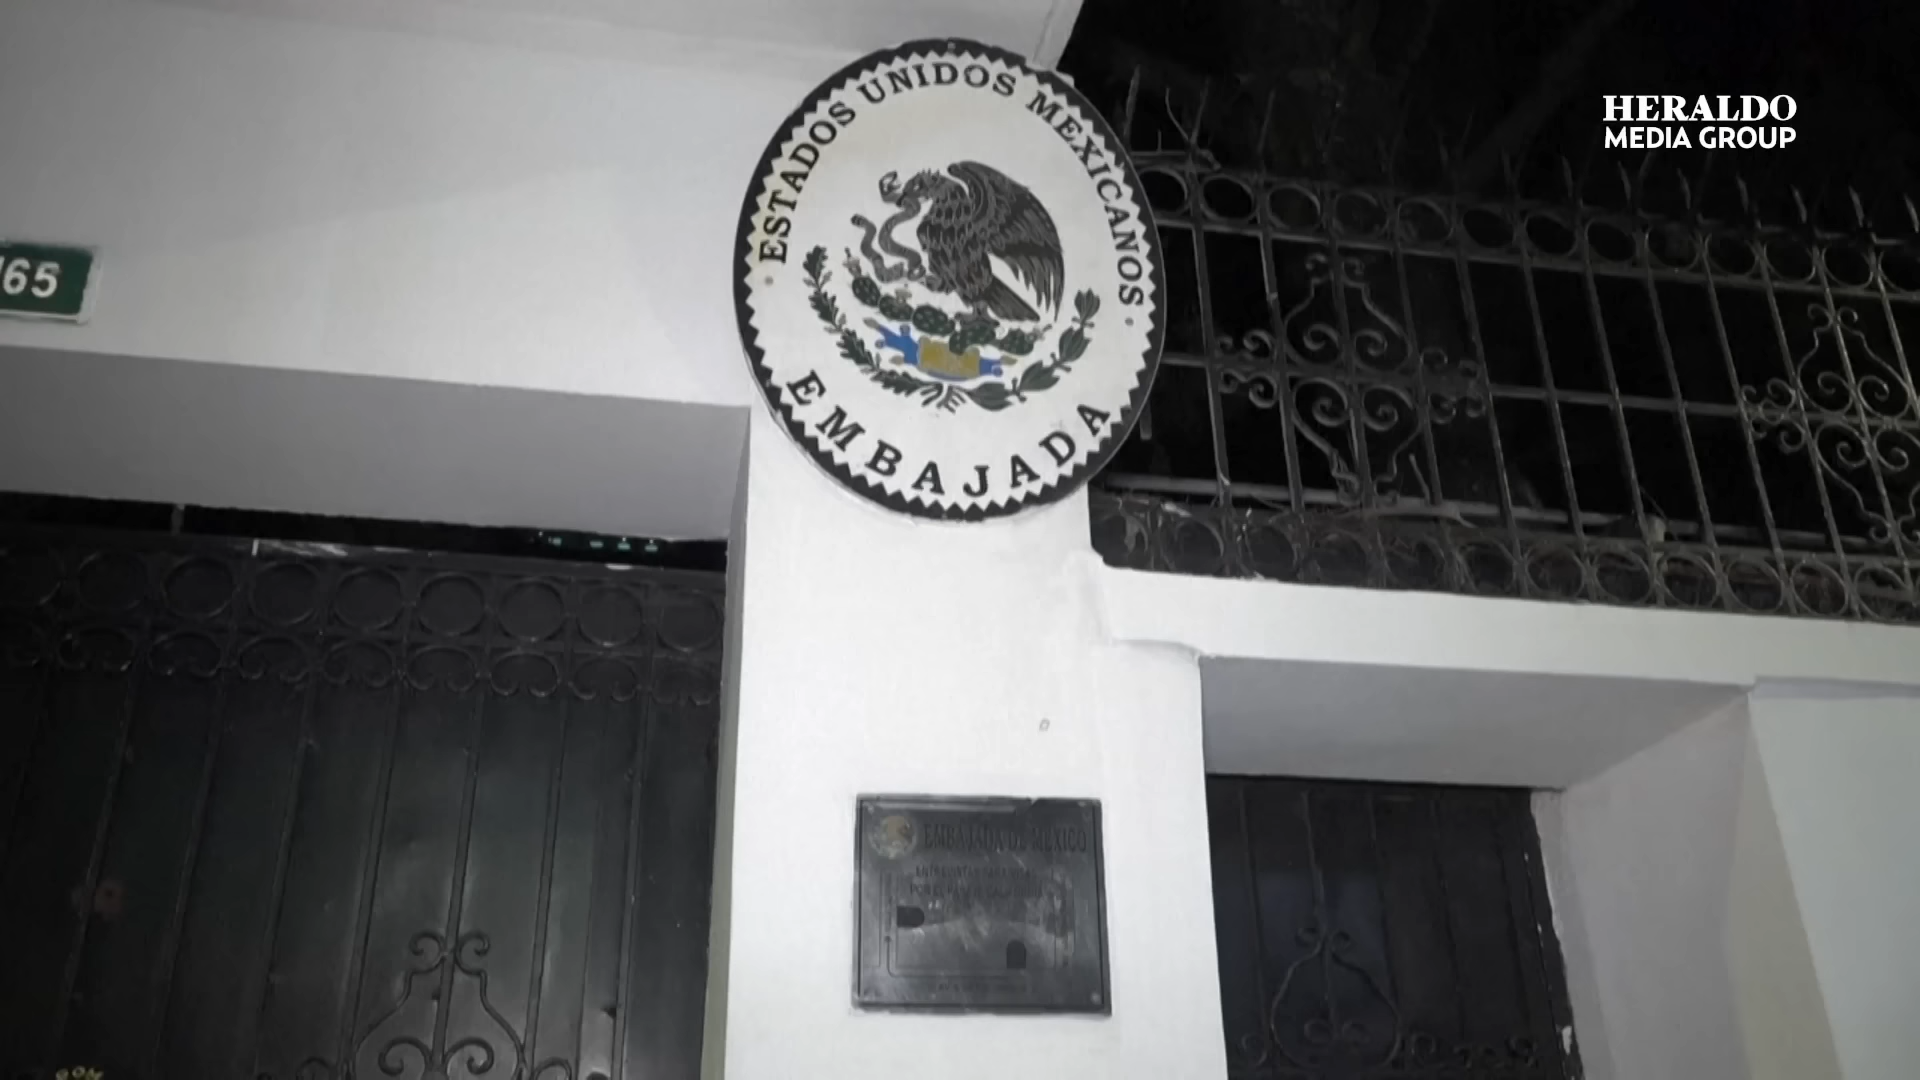 HERALDO
MEDIA GROUP
ESTADOS UNIDOS MEXICANOS
EMBAJADA
65
EMBAJADA DE MEXICO